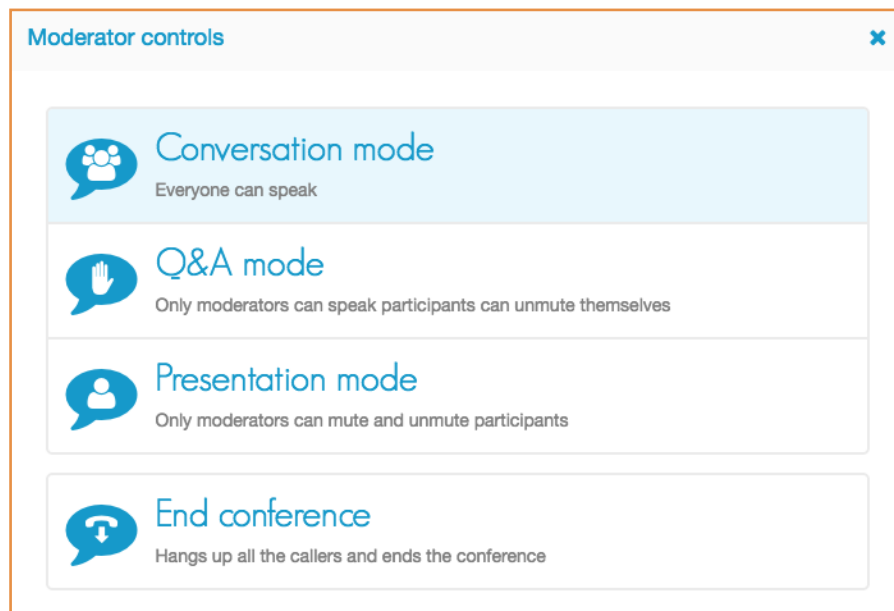 Moderator controls
Conversation mode
Everyone can speak
Q&A mode
Only moderators can speak participants can unmute themselves
Presentation mode
Only moderators can mute and unmute participants
End conference
Hangs up all the callers and ends the conference